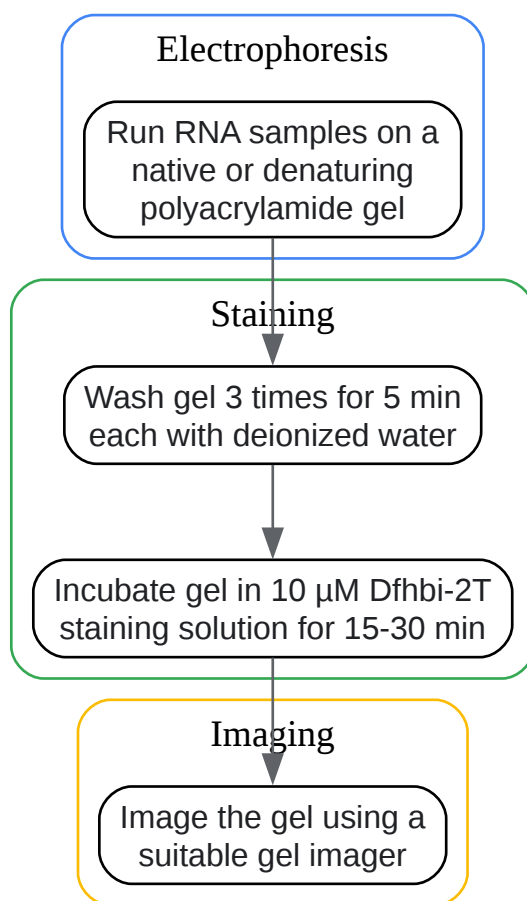 Electrophoresis
Run RNA samples on a
native or denaturing
polyacrylamide gel
Staining
Wash gel 3 times for 5 min
each with deionized water
Incubate gel in 10 µM Dfhbi-2T
staining solution for 15-30 min
Imaging
Image the gel using a
suitable gel imager